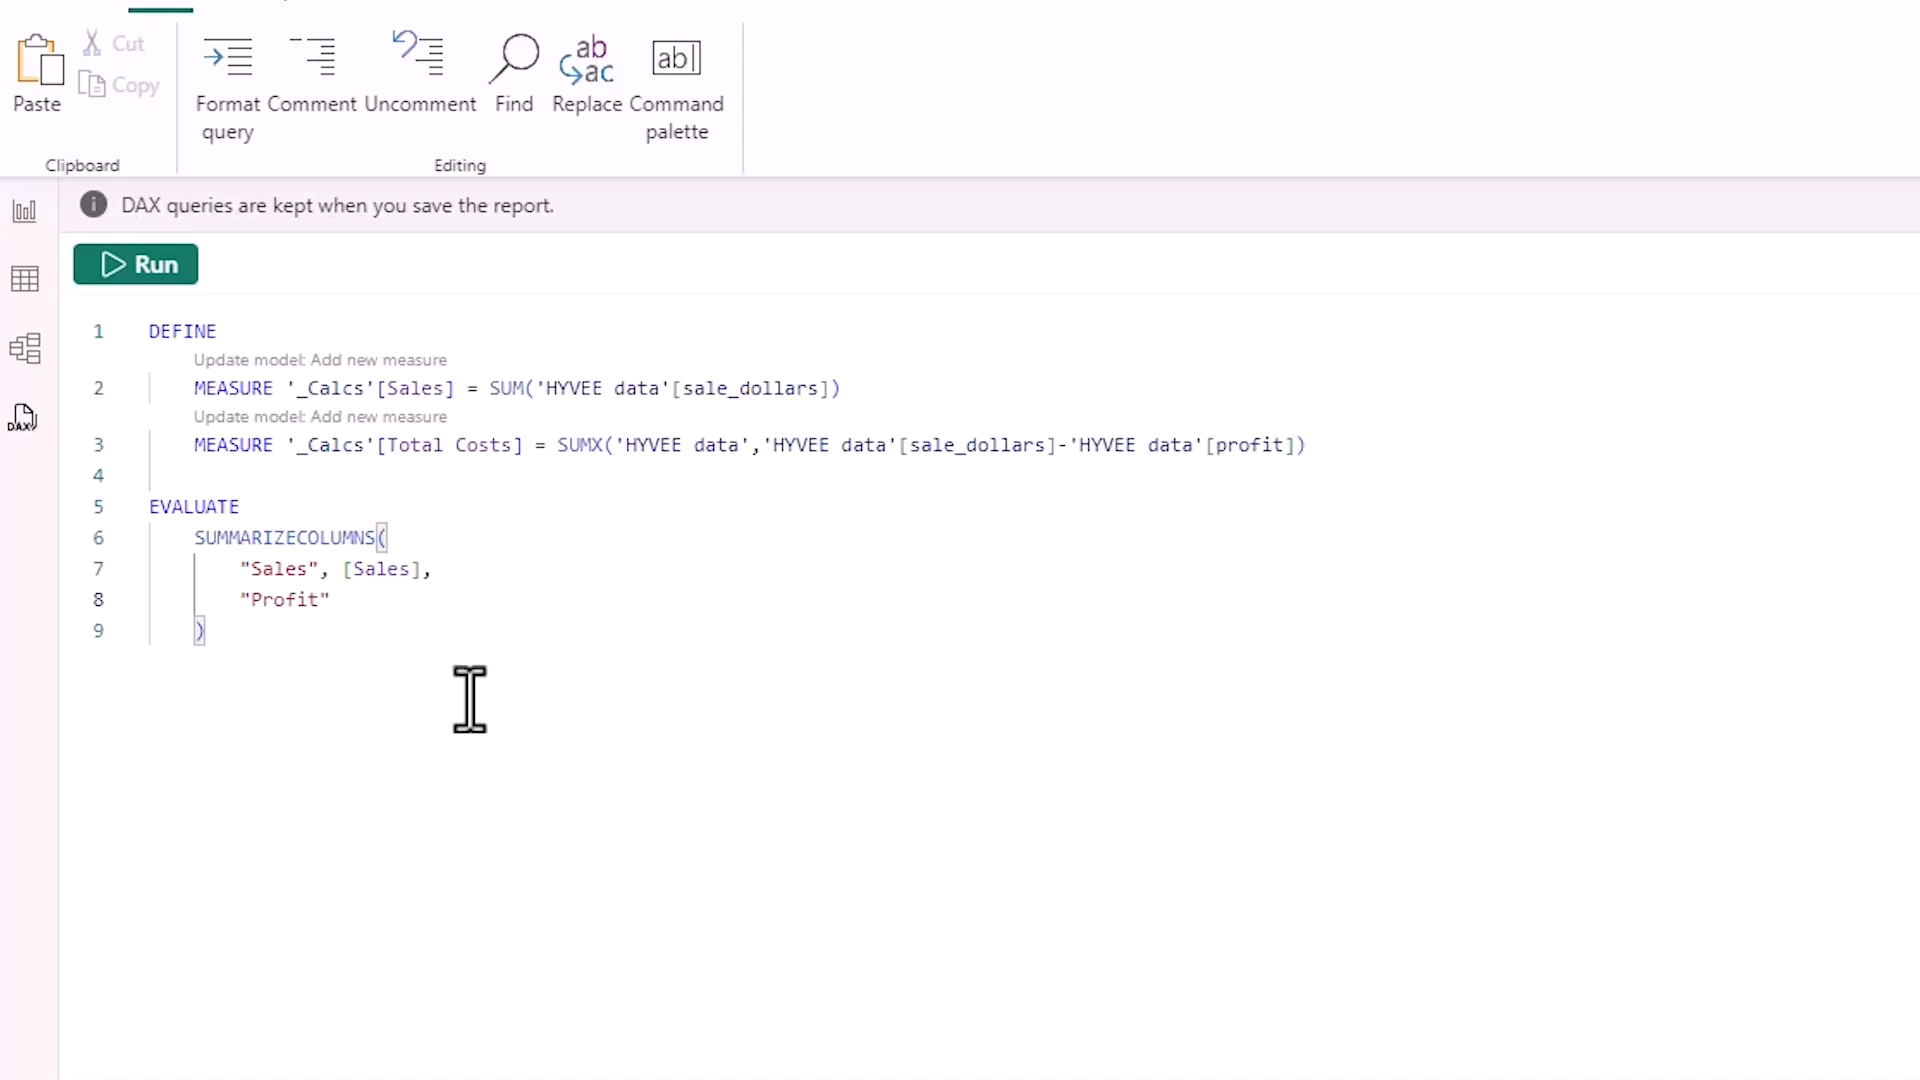 Paste
Cut
Copy
Clipboard
Format query
Comment
Uncomment
Find
ab
ac
Replace
ab|
Command palette
Editing
DAX queries are kept when you save the report.
DAX
Run
1 DEFINE
Update model: Add new measure
2 MEASURE '_Calcs'[Sales] = SUM('HYVEE data'[sale_dollars])
Update model: Add new measure
3 MEASURE '_Calcs'[Total Costs] = SUMX('HYVEE data','HYVEE data'[sale_dollars]-'HYVEE data'[profit])
4
5 EVALUATE
6 SUMMARIZECOLUMNS(
7 "Sales", [Sales],
8 "Profit"
9 )